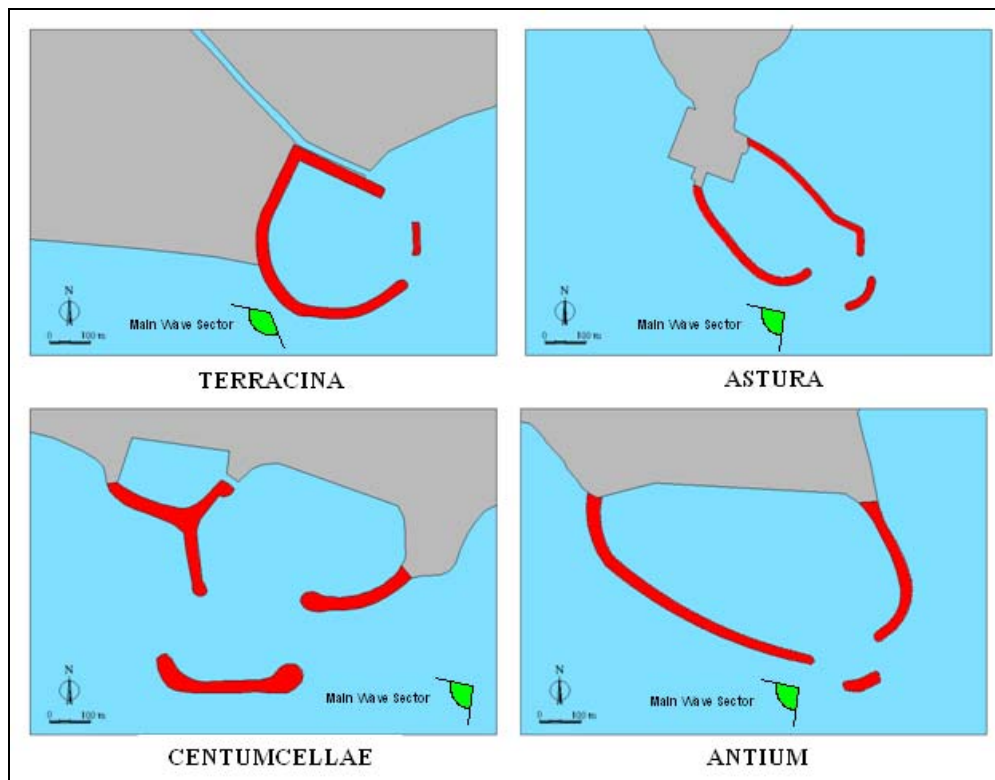 N
0 100 m
Main Wave Sector
TERRACINA
N
0 100 m
Main Wave Sector
ASTURA
N
0 100 m
Main Wave Sector
CENTUMCELLAE
N
0 100 m
Main Wave Sector
ANTIUM